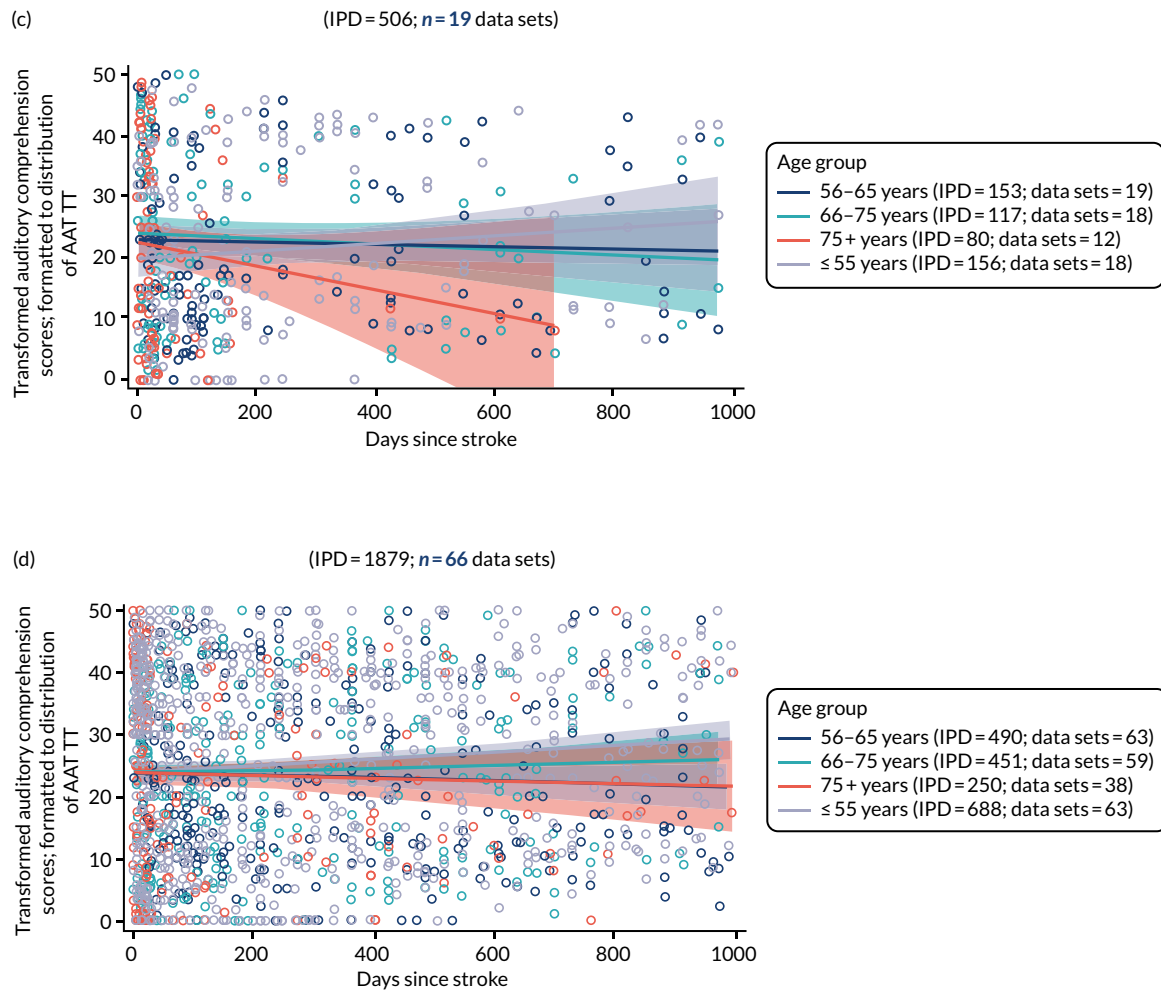 (c)
(IPD = 506; n = 19 data sets)
Transformed auditory comprehension
scores; formatted to distribution
of AAT TT
50
40
30
20
10
0
0
200
400
600
800
1000
Days since stroke
Age group
56–65 years (IPD = 153; data sets = 19)
66–75 years (IPD = 117; data sets = 18)
75+ years (IPD = 80; data sets = 12)
≤ 55 years (IPD = 156; data sets = 18)
(d)
(IPD = 1879; n = 66 data sets)
Transformed auditory comprehension
scores; formatted to distribution
of AAT TT
50
40
30
20
10
0
0
200
400
600
800
1000
Days since stroke
Age group
56–65 years (IPD = 490; data sets = 63)
66–75 years (IPD = 451; data sets = 59)
75 + years (IPD = 250; data sets = 38)
≤ 55 years (IPD = 688; data sets = 63)